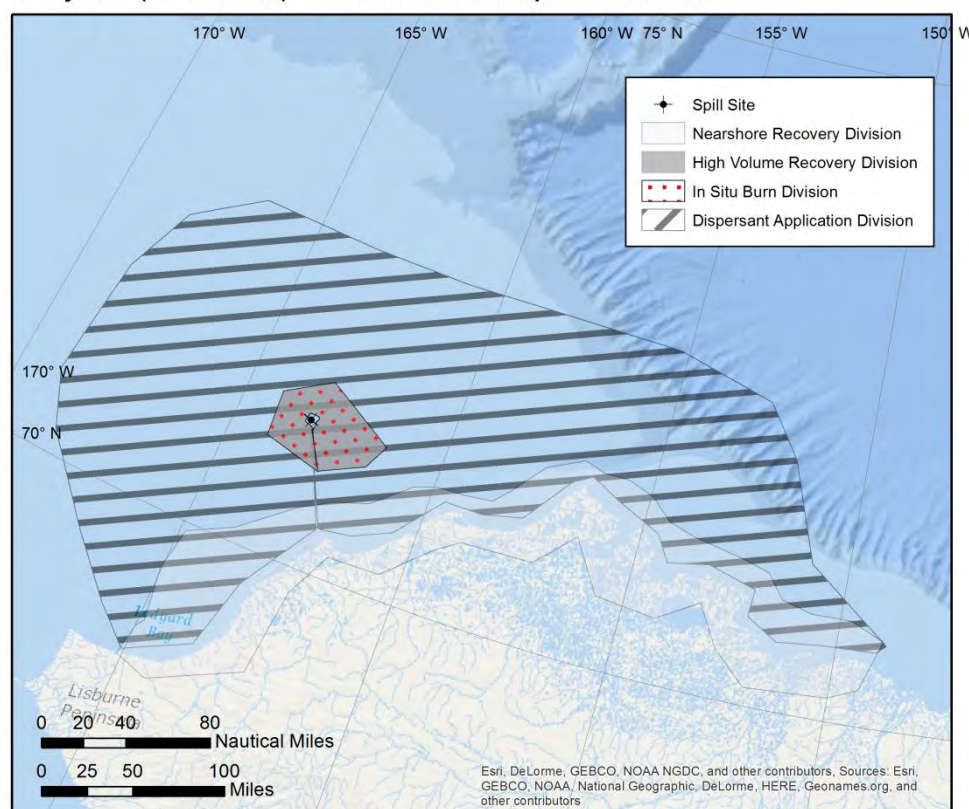 170° W
165° W
160° W
75° N
155° W
150° W
Spill Site
Nearshore Recovery Division
High Volume Recovery Division
In Situ Burn Division
Dispersant Application Division
170° W
70° N
Ledyard
Bay
Lisburne
Peninsula
0 20 40 80
Nautical Miles
0 25 50 100
Miles
Esri, DeLorme, GEBCO, NOAA NGDC, and other contributors, Sources: Esri,
GEBCO, NOAA, National Geographic, DeLorme, HERE, Geonames.org, and
other contributors